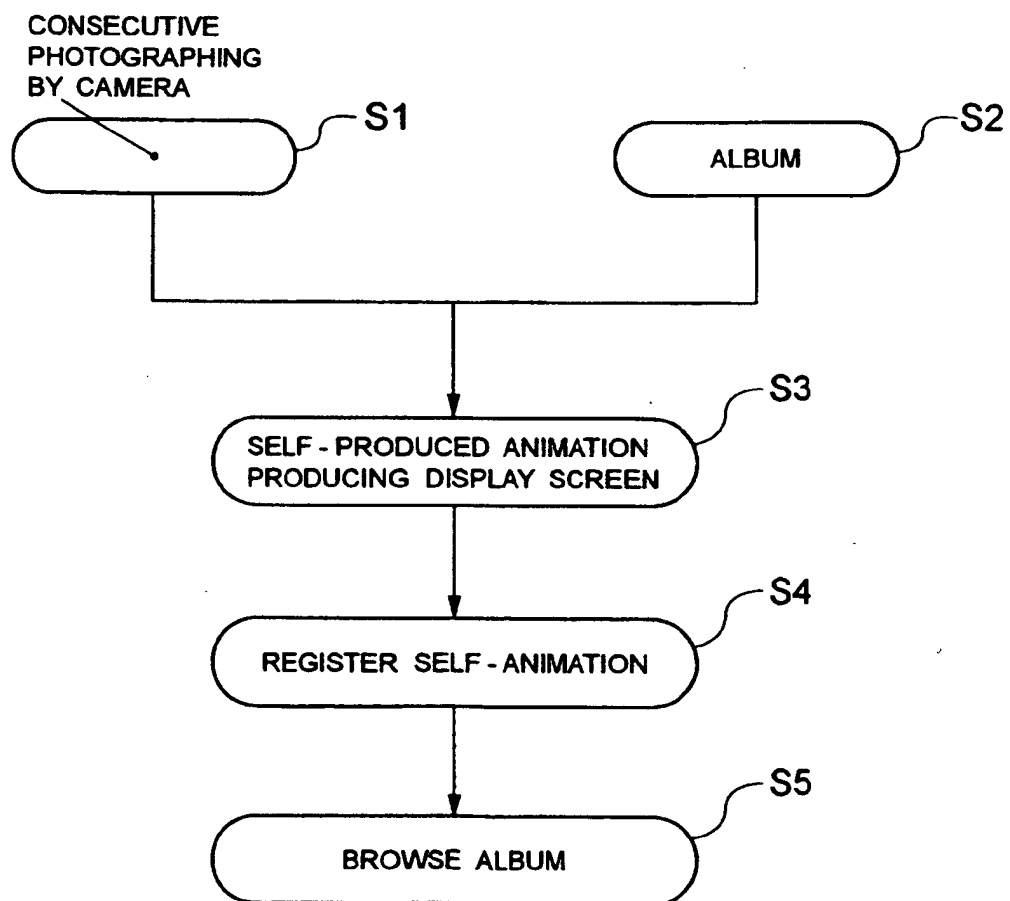 CONSECUTIVE
PHOTOGRAPHING
BY CAMERA
S1
S2
ALBUM
S3
SELF-PRODUCED ANIMATION
PRODUCING DISPLAY SCREEN
S4
REGISTER SELF-ANIMATION
S5
BROWSE ALBUM